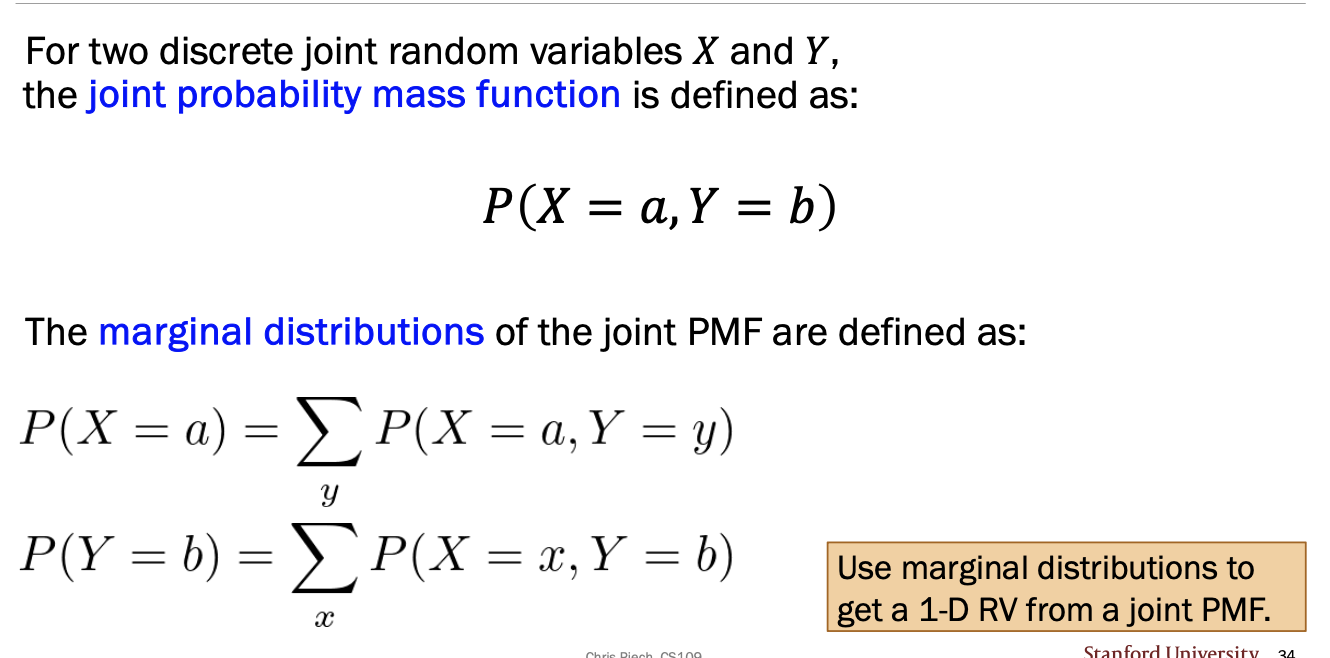 For two discrete joint random variables X and Y,
the joint probability mass function is defined as:
P(X = a, Y = b)
The marginal distributions of the joint PMF are defined as:
P(X = a) = ∑ P(X = a, Y = y)
y
P(Y = b) = ∑ P(X = x, Y = b)
x
Use marginal distributions to
get a 1-D RV from a joint PMF.
Chris Piech, CS109
Stanford University 34